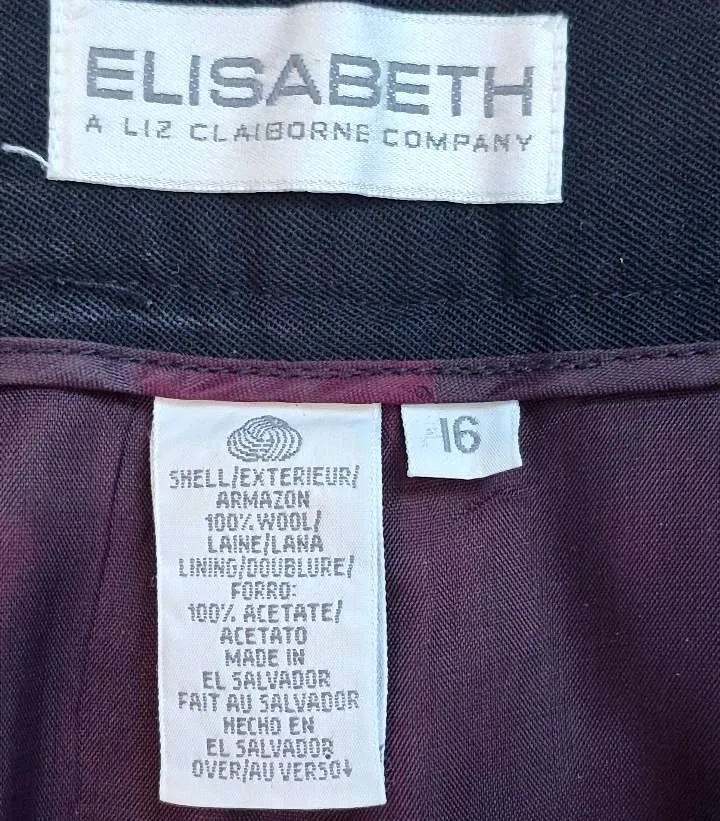 ELISABETH
A LIZ CLAIBORNE COMPANY
16
SHELL/EXTERIEUR/
ARMAZON
100% WOOL/
LAINE/LANA
LINING/DOUBLURE/
FORRO:
100% ACETATE/
ACETATO
MADE IN
EL SALVADOR
FAIT AU SALVADOR
HECHO EN
EL SALVADOR
OVER/AU VERSO↓